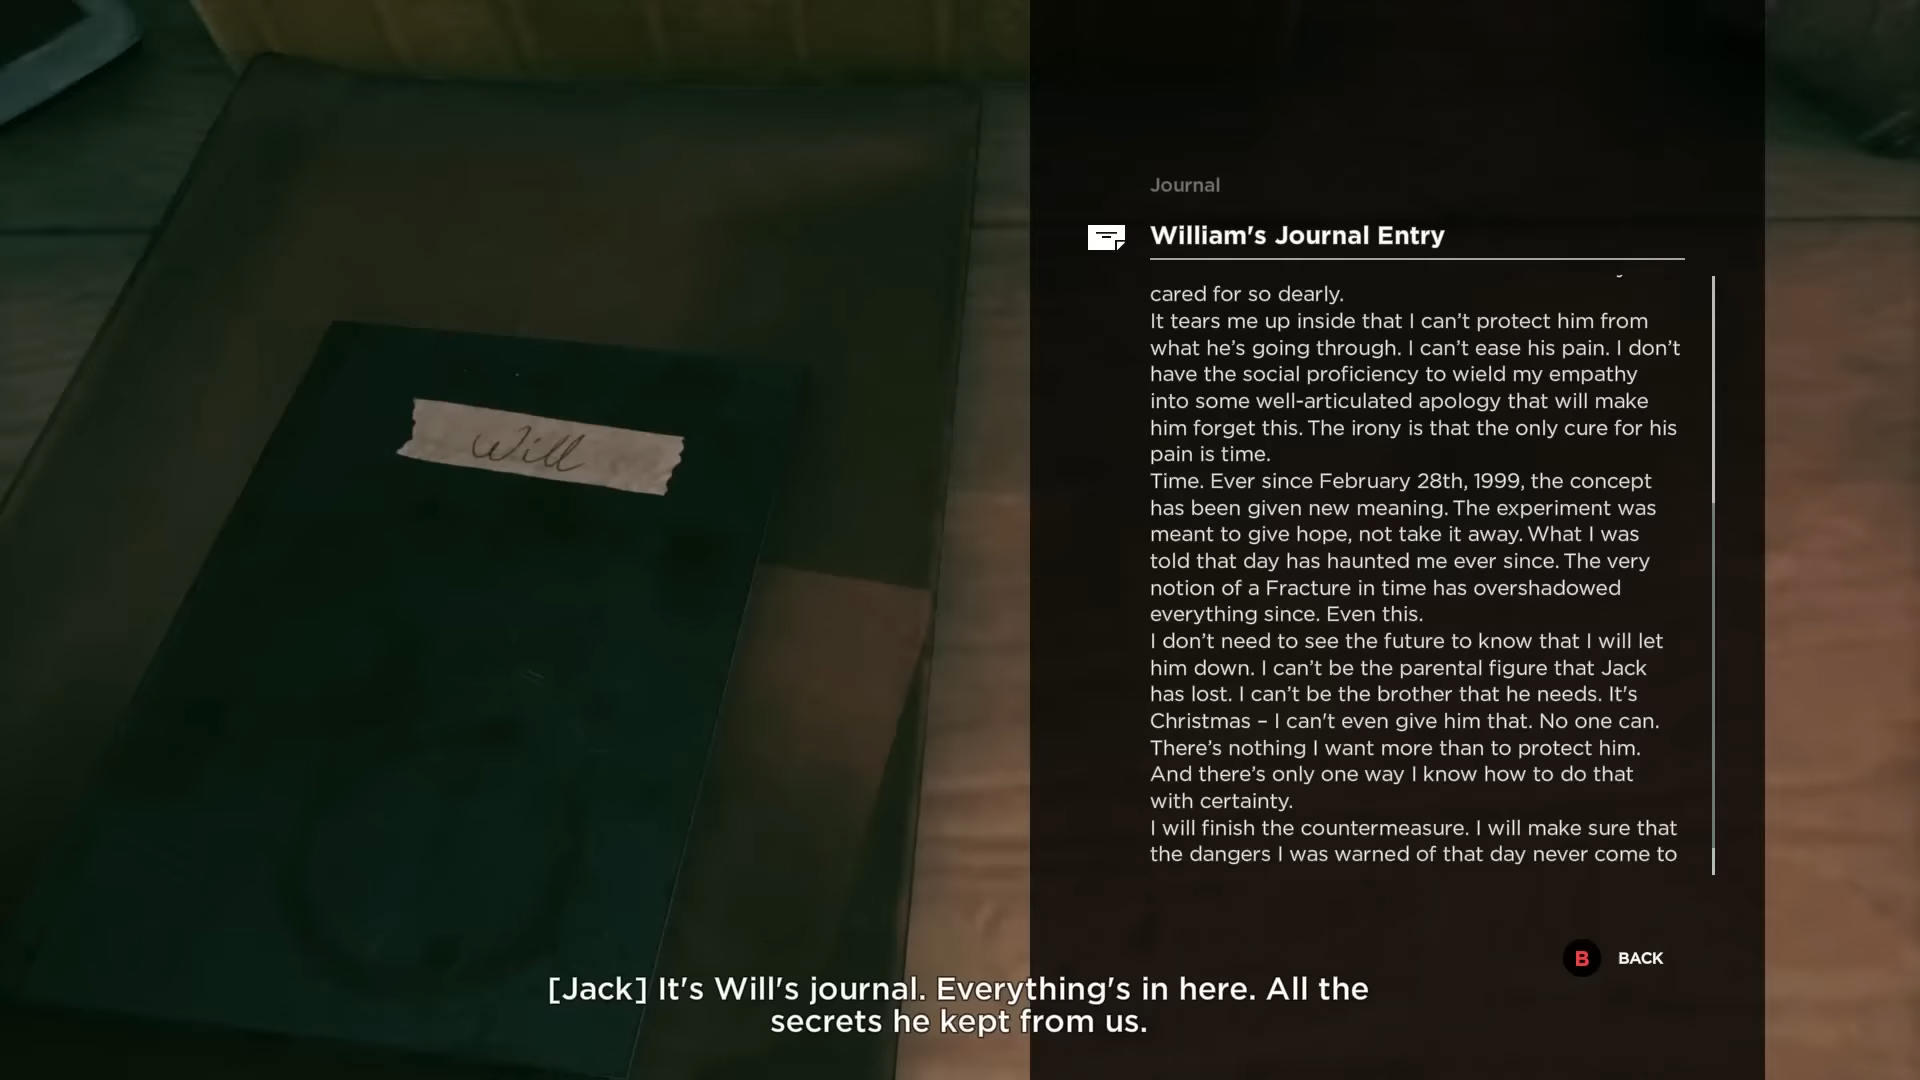 Journal
William's Journal Entry
cared for so dearly.
It tears me up inside that I can’t protect him from
what he’s going through. I can’t ease his pain. I don’t
have the social proficiency to wield my empathy
into some well-articulated apology that will make
him forget this. The irony is that the only cure for his
pain is time.
Time. Ever since February 28th, 1999, the concept
has been given new meaning. The experiment was
meant to give hope, not take it away. What I was
told that day has haunted me ever since. The very
notion of a Fracture in time has overshadowed
everything since. Even this.
I don’t need to see the future to know that I will let
him down. I can’t be the parental figure that Jack
has lost. I can’t be the brother that he needs. It's
Christmas – I can't even give him that. No one can.
There’s nothing I want more than to protect him.
And there’s only one way I know how to do that
with certainty.
I will finish the countermeasure. I will make sure that
the dangers I was warned of that day never come to
Will
B BACK
[Jack] It's Will's journal. Everything's in here. All the
secrets he kept from us.